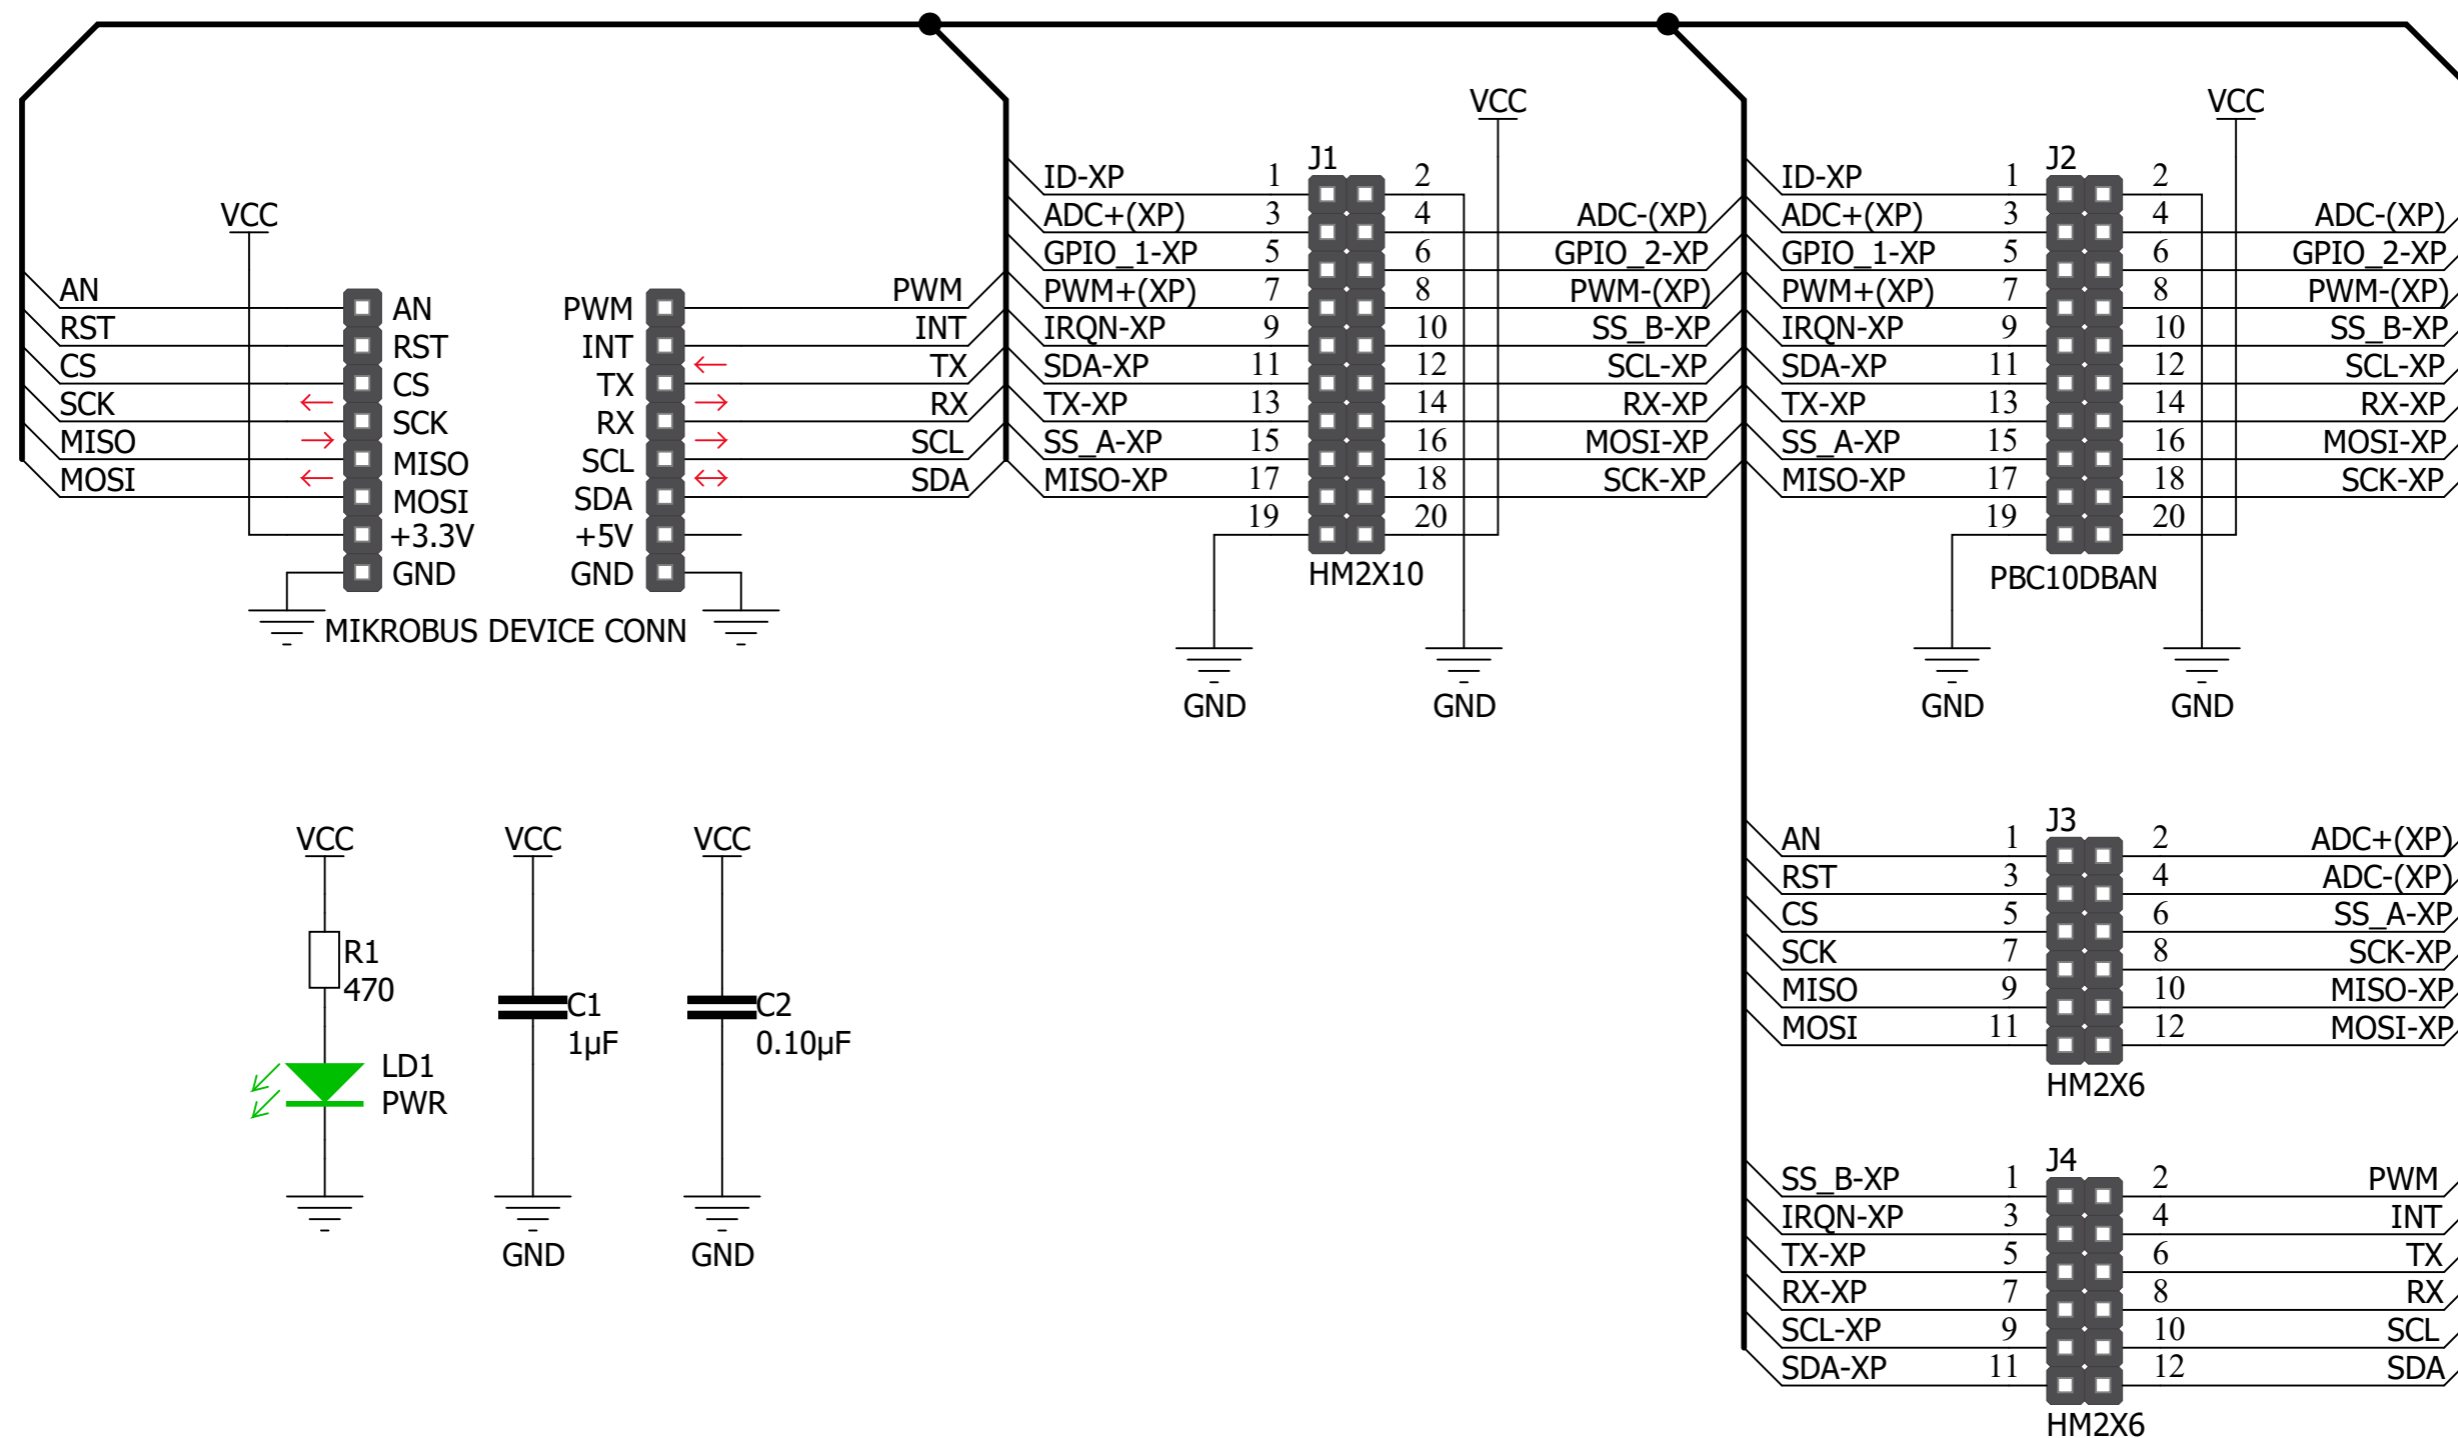 VCC
AN
RST
CS
SCK
MISO
MOSI
AN
RST
CS
SCK
MISO
MOSI
+3.3V
GND
PWM
INT
TX
RX
SCL
SDA
+5V
GND
PWM
INT
TX
RX
SCL
SDA
MIKROBUS DEVICE CONN
VCC
J1
ID-XP 1 2
ADC+(XP) 3 4 ADC-(XP)
GPIO_1-XP 5 6 GPIO_2-XP
PWM+(XP) 7 8 PWM-(XP)
IRQN-XP 9 10 SS_B-XP
SDA-XP 11 12 SCL-XP
TX-XP 13 14 RX-XP
SS_A-XP 15 16 MOSI-XP
MISO-XP 17 18 SCK-XP
19 20
HM2X10
GND GND
VCC
J2
ID-XP 1 2
ADC+(XP) 3 4 ADC-(XP)
GPIO_1-XP 5 6 GPIO_2-XP
PWM+(XP) 7 8 PWM-(XP)
IRQN-XP 9 10 SS_B-XP
SDA-XP 11 12 SCL-XP
TX-XP 13 14 RX-XP
SS_A-XP 15 16 MOSI-XP
MISO-XP 17 18 SCK-XP
19 20
PBC10DBAN
GND GND
VCC
R1
470
LD1
PWR
VCC
C1
1µF
GND
VCC
C2
0.10µF
GND
J3
AN 1 2 ADC+(XP)
RST 3 4 ADC-(XP)
CS 5 6 SS_A-XP
SCK 7 8 SCK-XP
MISO 9 10 MISO-XP
MOSI 11 12 MOSI-XP
HM2X6
J4
SS_B-XP 1 2 PWM
IRQN-XP 3 4 INT
TX-XP 5 6 TX
RX-XP 7 8 RX
SCL-XP 9 10 SCL
SDA-XP 11 12 SDA
HM2X6